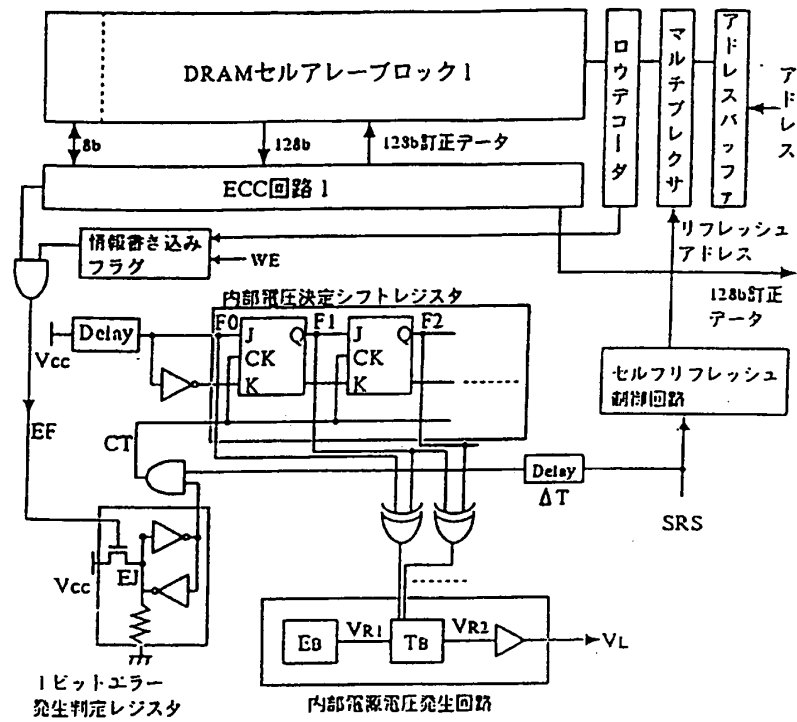 DRAMセルアレーブロック1
ロウデコーダ
マルチプレクサ
アドレスバッファ
アドレス
8b
128b
128b訂正データ
ECC回路1
情報書き込み
フラグ
WE
リフレッシュ
アドレス
128b訂正
データ
内部電圧決定シフトレジスタ
Vcc
Delay
F0
J
Q
CK
K
F1
J
Q
CK
K
F2
セルフリフレッシュ
制御回路
EF
CT
Delay
ΔT
SRS
Vcc
EJ
EB
VR1
TB
VR2
VL
1ビットエラー
発生判定レジスタ
内部電源電圧発生回路